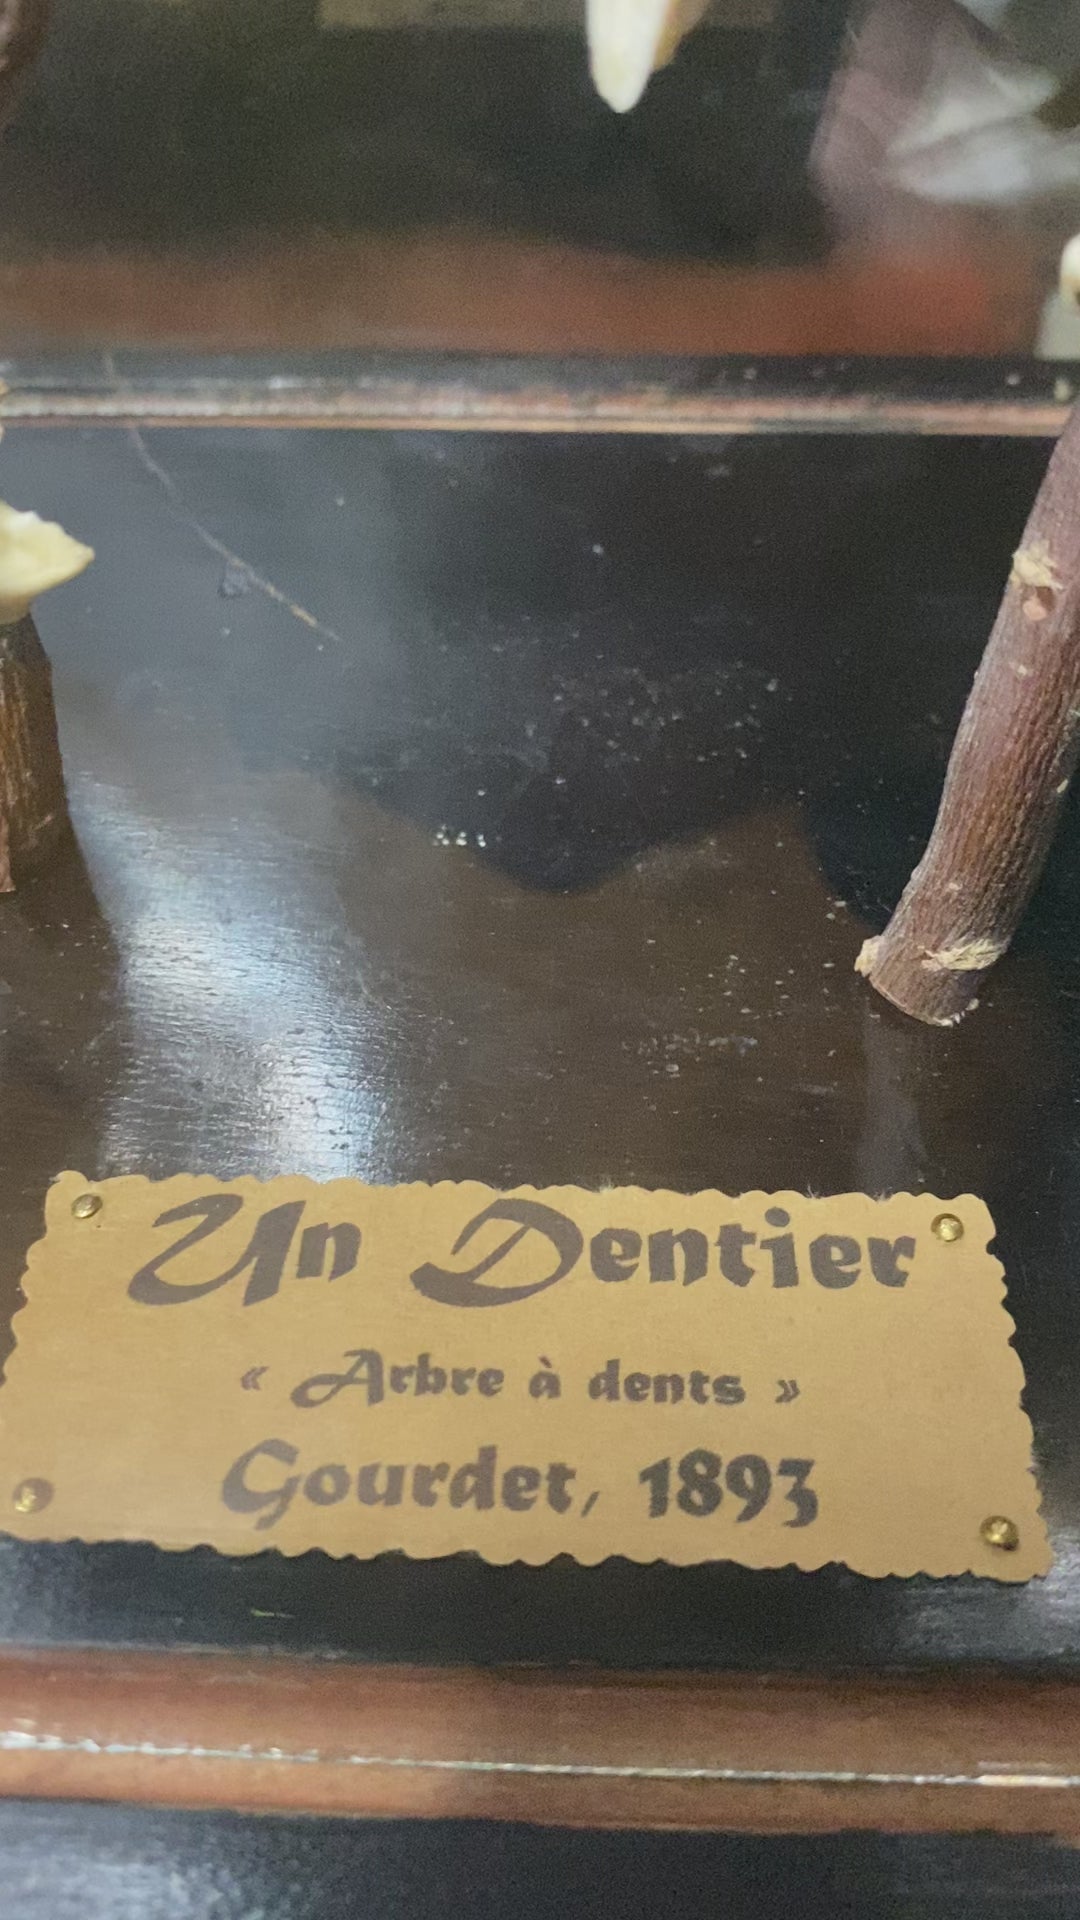 Un Dentier
« Arbre à dents »
Gourdet, 1893